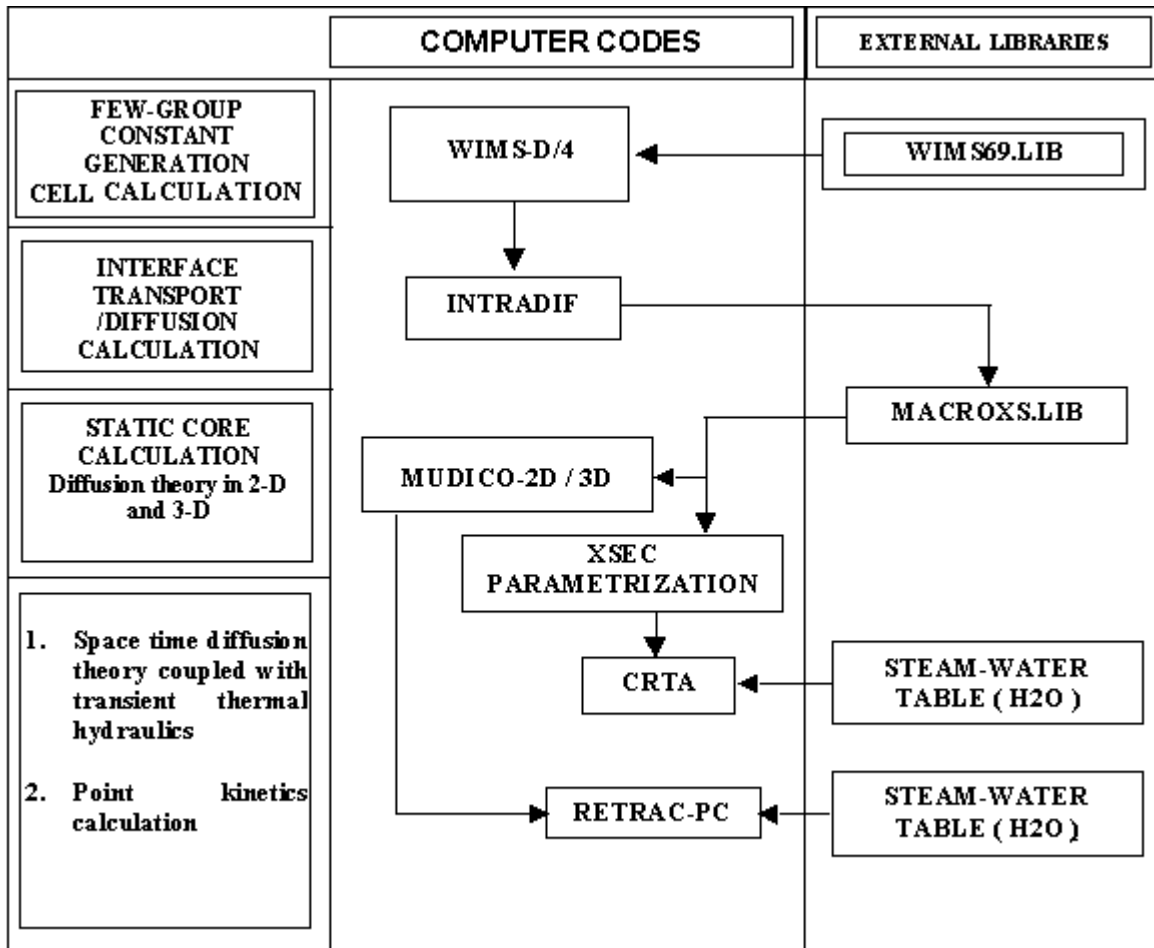 COMPUTER CODES
EXTERNAL LIBRARIES
FEW-GROUP
CONSTANT
GENERATION
CELL CALCULATION
WIMS-D/4
WIMS69.LIB
INTERFACE
TRANSPORT
/DIFFUSION
CALCULATION
INTRADIF
MACROXS.LIB
STATIC CORE
CALCULATION
Diffusion theory in 2-D
and 3-D
MUDICO-2D / 3D
XSEC
PARAMETRIZATION
1. Space time diffusion
theory coupled with
transient thermal
hydraulics
CRTA
STEAM-WATER
TABLE ( H2O )
2. Point kinetics
calculation
RETRAC-PC
STEAM-WATER
TABLE ( H2O )